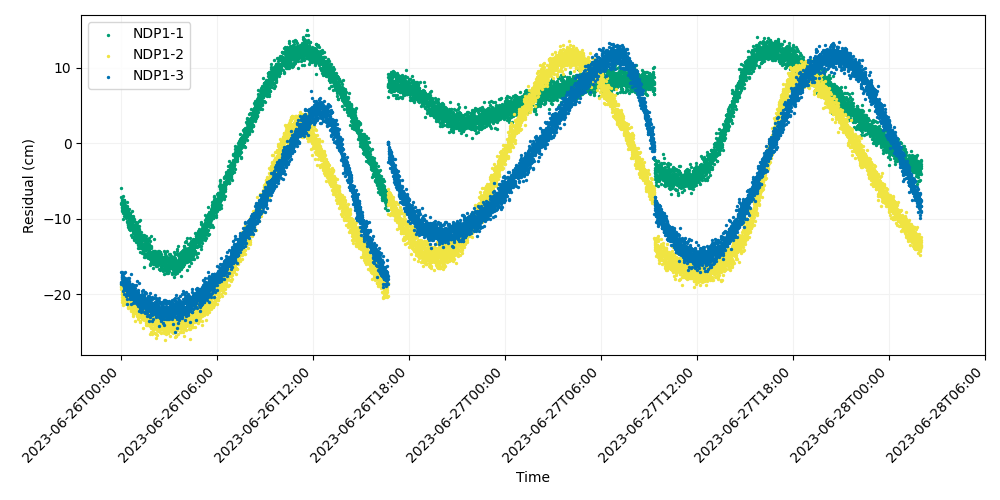 NDP1-1
NDP1-2
NDP1-3
Residual (cm)
10
0
−10
−20
2023-06-26T00:00
2023-06-26T06:00
2023-06-26T12:00
2023-06-26T18:00
2023-06-27T00:00
2023-06-27T06:00
2023-06-27T12:00
2023-06-27T18:00
2023-06-28T00:00
2023-06-28T06:00
Time